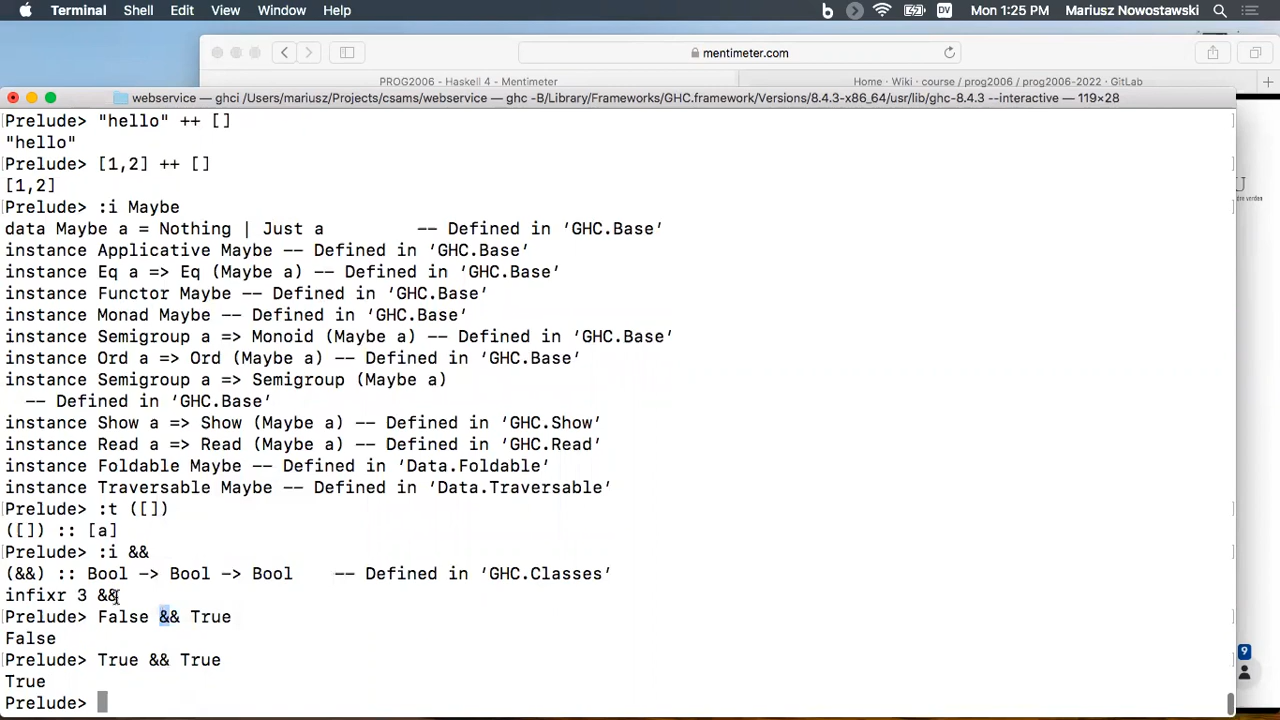 Terminal Shell Edit View Window Help DV Mon 1:25 PM Mariusz Nowostawski
mentimeter.com
PROG2006 - Haskell 4 - Mentimeter Home · Wiki · course / prog2006 / prog2006-2022 · GitLab
webservice — ghci /Users/mariusz/Projects/csams/webservice — ghc -B/Library/Frameworks/GHC.framework/Versions/8.4.3-x86_64/usr/lib/ghc-8.4.3 --interactive — 119×28
Prelude> "hello" ++ []
"hello"
Prelude> [1,2] ++ []
[1,2]
Prelude> :i Maybe
data Maybe a = Nothing | Just a -- Defined in ‘GHC.Base’
instance Applicative Maybe -- Defined in ‘GHC.Base’
instance Eq a => Eq (Maybe a) -- Defined in ‘GHC.Base’
instance Functor Maybe -- Defined in ‘GHC.Base’
instance Monad Maybe -- Defined in ‘GHC.Base’
instance Semigroup a => Monoid (Maybe a) -- Defined in ‘GHC.Base’
instance Ord a => Ord (Maybe a) -- Defined in ‘GHC.Base’
instance Semigroup a => Semigroup (Maybe a)
-- Defined in ‘GHC.Base’
instance Show a => Show (Maybe a) -- Defined in ‘GHC.Show’
instance Read a => Read (Maybe a) -- Defined in ‘GHC.Read’
instance Foldable Maybe -- Defined in ‘Data.Foldable’
instance Traversable Maybe -- Defined in ‘Data.Traversable’
Prelude> :t ([])
([]) :: [a]
Prelude> :i &&
(&&) :: Bool -> Bool -> Bool -- Defined in ‘GHC.Classes’
infixr 3 &&
Prelude> False && True
False
Prelude> True && True
True
Prelude>
9